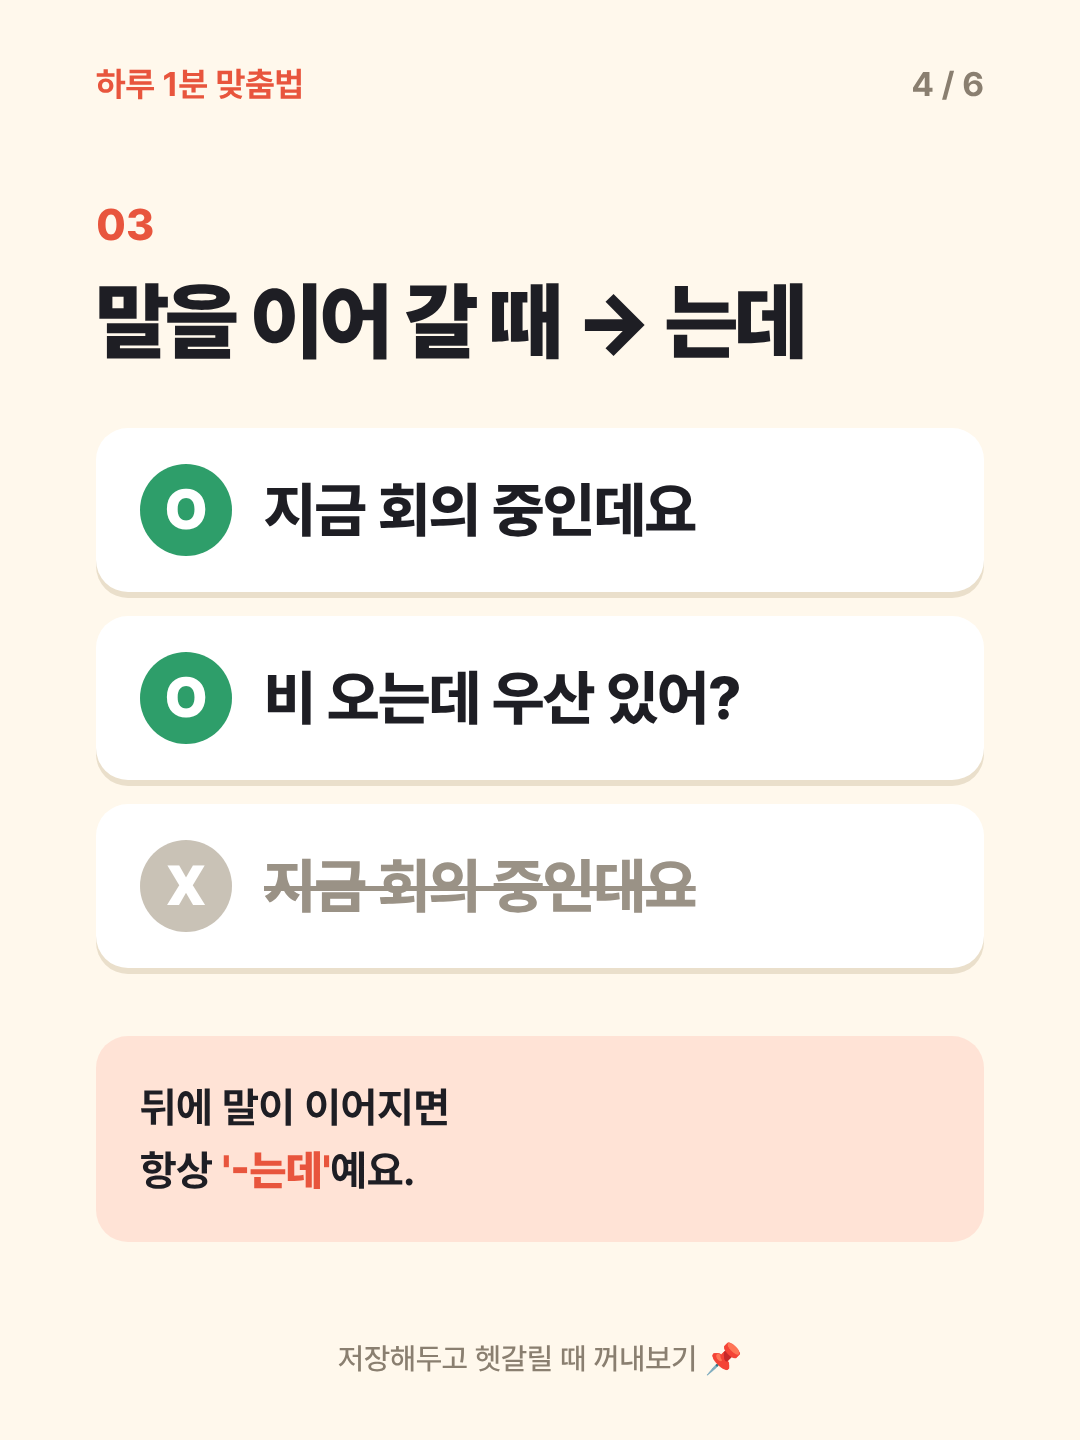 하루 1분 맞춤법
4 / 6
03
말을 이어 갈 때 → 는데
O 지금 회의 중인데요
O 비 오는데 우산 있어?
X 지금 회의 중인대요
뒤에 말이 이어지면
항상 '-는데'예요.
저장해두고 헷갈릴 때 꺼내보기 📌